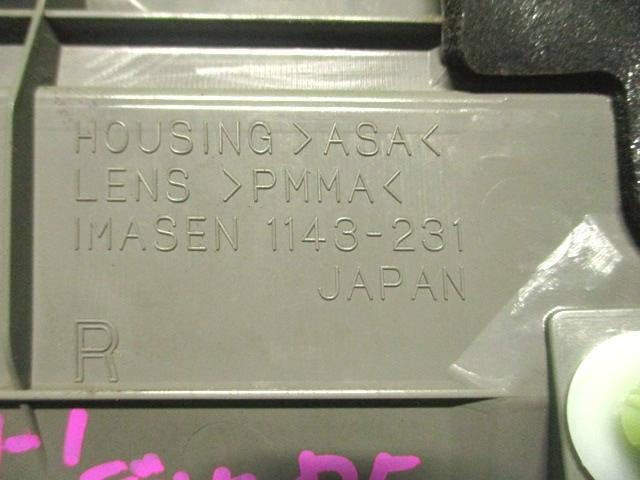 HOUSING >ASA<
LENS >PMMA<
IMASEN 1143-231
JAPAN
R